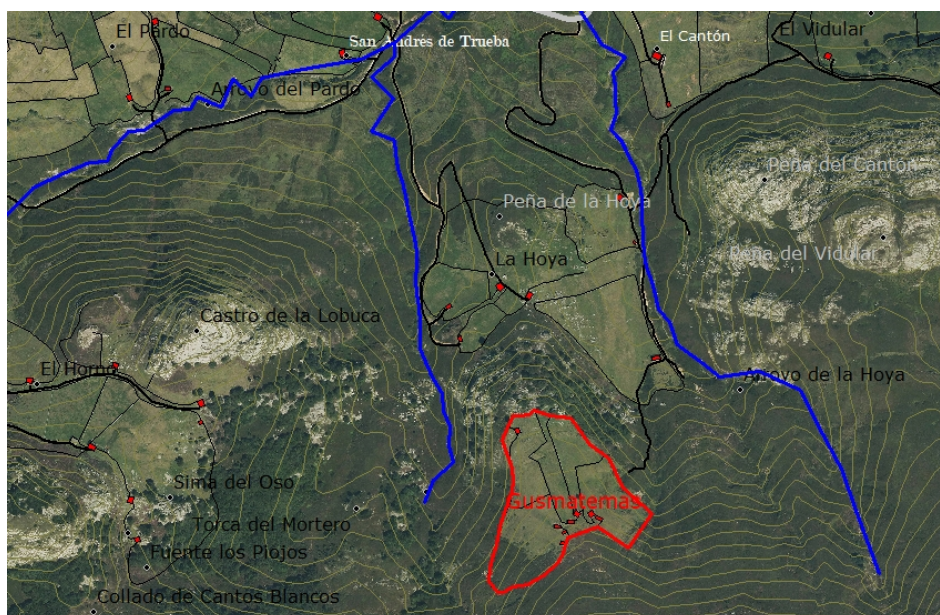 El Pardo
San Andrés de Trueba
El Cantón
El Vidular
Arroyo del Pardo
Peña del Cantón
Peña de la Hoya
Peña del Vidular
La Hoya
Castro de la Lobuca
El Horno
Arroyo de la Hoya
Sima del Oso
Gusmatemas
Torca del Mortero
Fuente los Piojos
Collado de Cantos Blancos